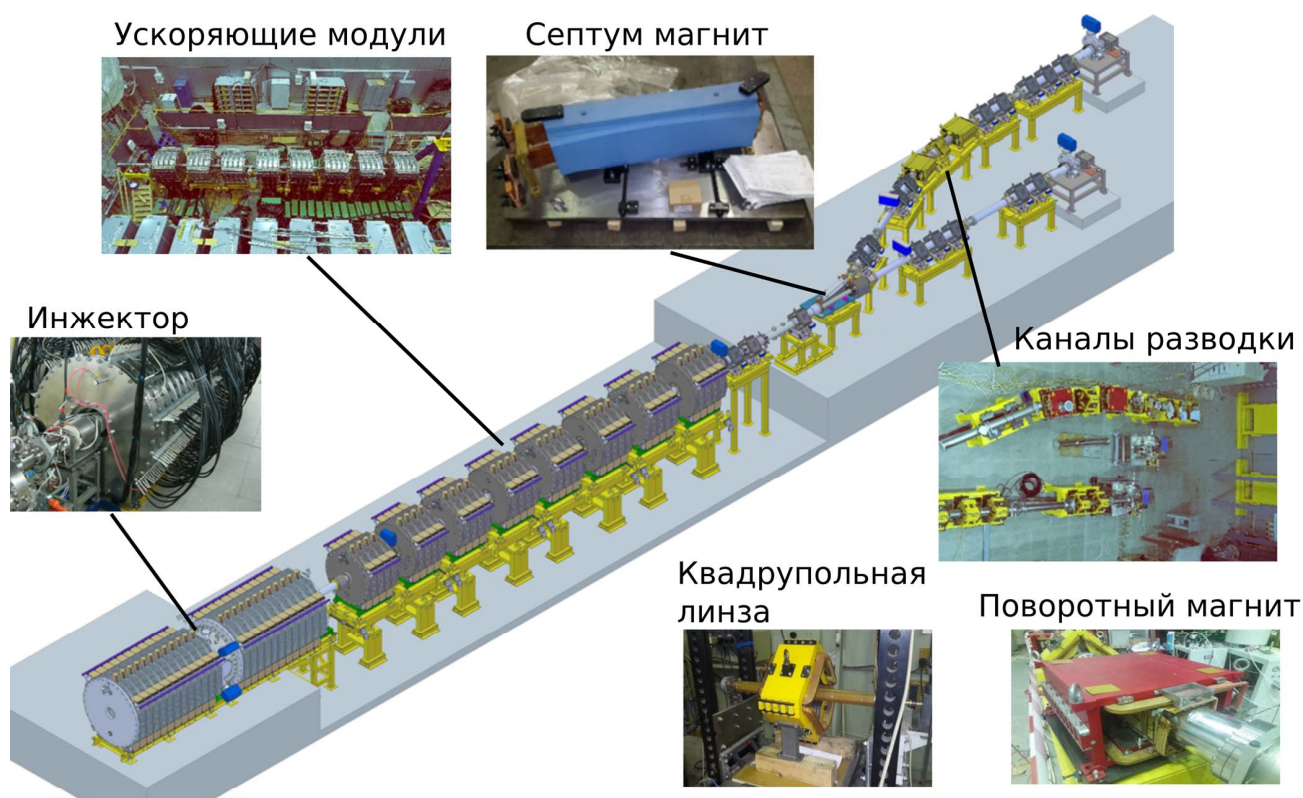 Ускоряющие модули
Септум магнит
Инжектор
Каналы разводки
Квадрупольная
линза
Поворотный магнит